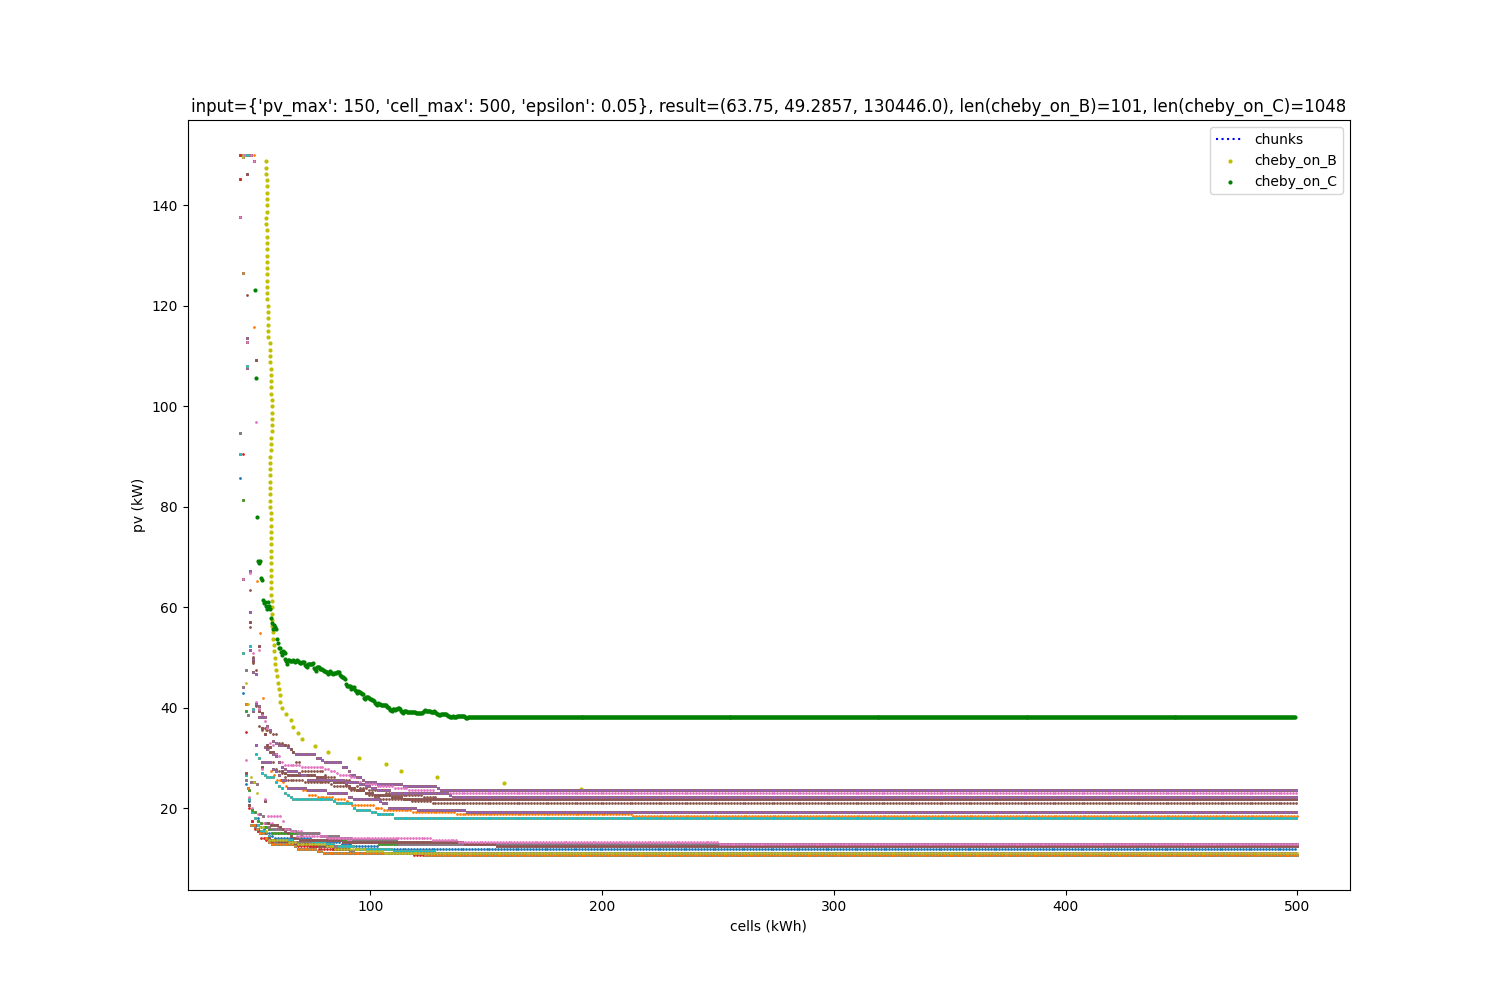 input={'pv_max': 150, 'cell_max': 500, 'epsilon': 0.05}, result=(63.75, 49.2857, 130446.0), len(cheby_on_B)=101, len(cheby_on_C)=1048
chunks
cheby_on_B
cheby_on_C
140
120
100
80
60
40
20
pv (kW)
100
200
300
400
500
cells (kWh)